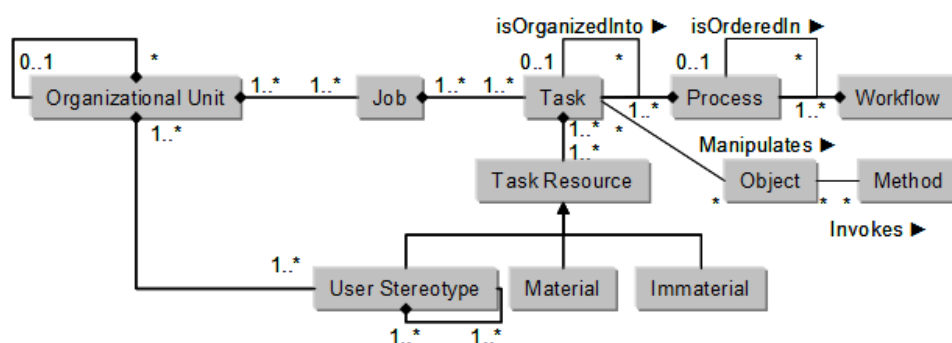 isOrganizedInto ►
isOrderedIn ►
0..1
*
0..1
*
0..1
*
Organizational Unit
1..*
1..*
Job
1..*
1..*
Task
1..*
Process
1..*
Workflow
1..*
1..*
*
Manipulates ►
1..*
Task Resource
Object
Method
*
*
*
Invokes ►
1..*
User Stereotype
Material
Immaterial
1..*
1..*